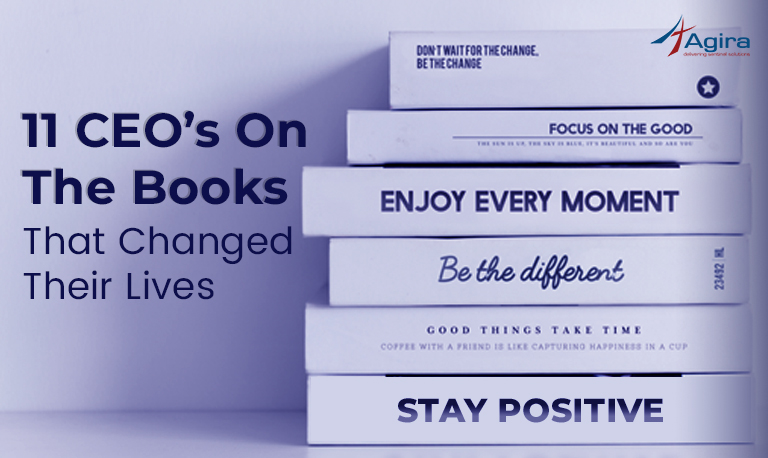 11 CEO's On
The Books
That Changed
Their Lives
Agira
delivering sentinel solutions
DON'T WAIT FOR THE CHANGE,
BE THE CHANGE
FOCUS ON THE GOOD
THE SUN IS UP, THE SKY IS BLUE, IT'S BEAUTIFUL AND SO ARE YOU
ENJOY EVERY MOMENT
Be the different
23492 HL
GOOD THINGS TAKE TIME
COFFEE WITH A FRIEND IS LIKE CAPTURING HAPPINESS IN A CUP
STAY POSITIVE